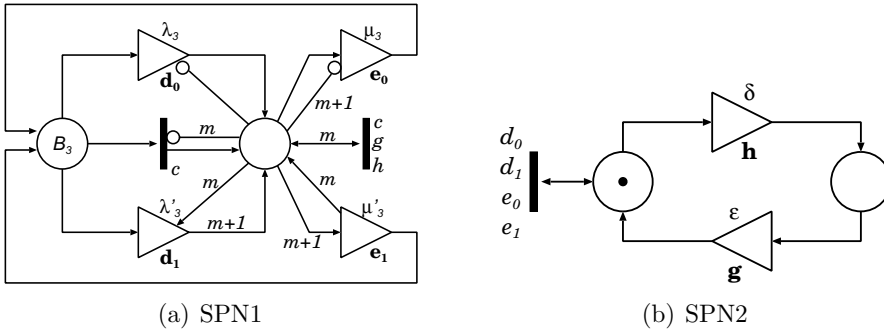 λ₃
d₀
μ₃
e₀
m+1
B₃
m
c
m
c
g
h
m
m
λ'₃
d₁
m+1
m+1
μ'₃
e₁
(a) SPN1
d₀
d₁
e₀
e₁
δ
h
ε
g
(b) SPN2